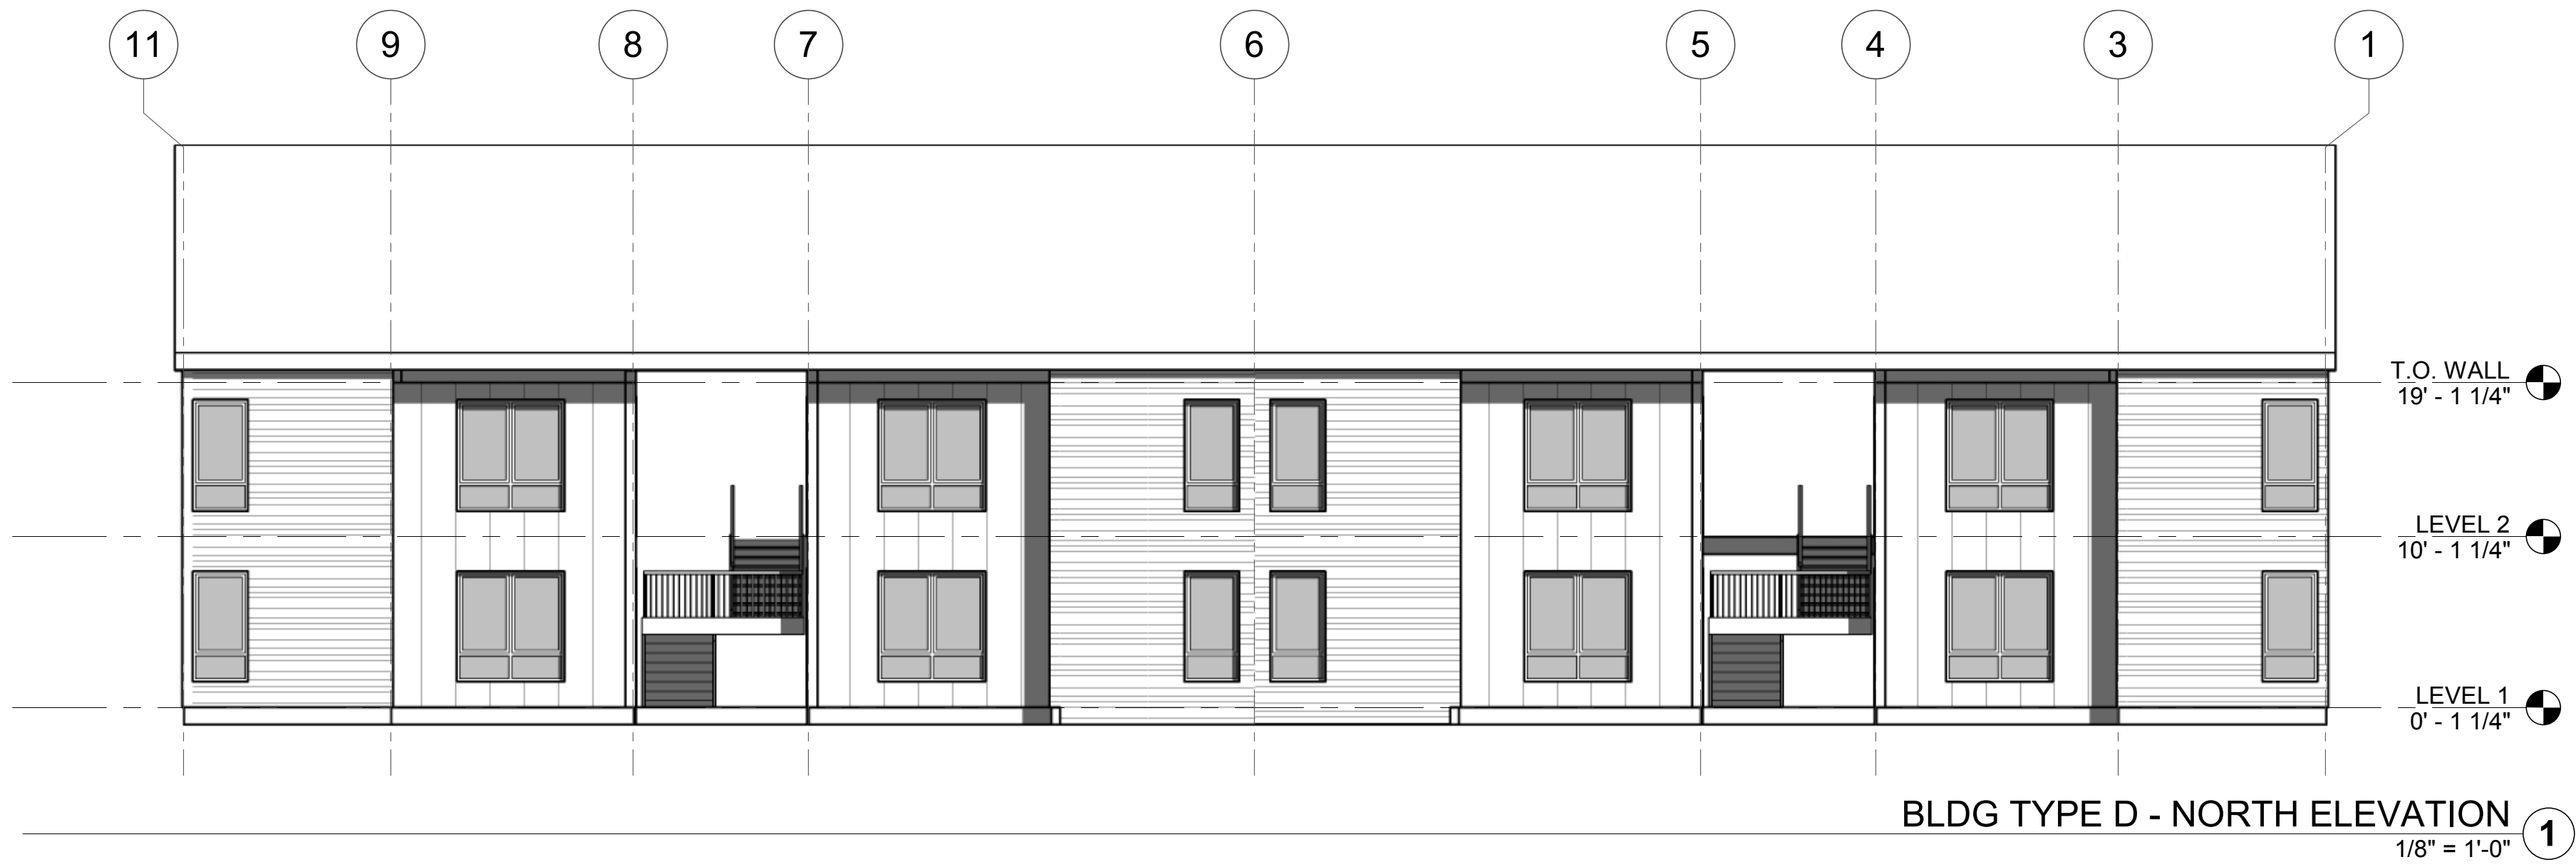 11 9 8 7 6 5 4 3 1
T.O. WALL
19' - 1 1/4"
LEVEL 2
10' - 1 1/4"
LEVEL 1
0' - 1 1/4"
BLDG TYPE D - NORTH ELEVATION
1
1/8" = 1'-0"